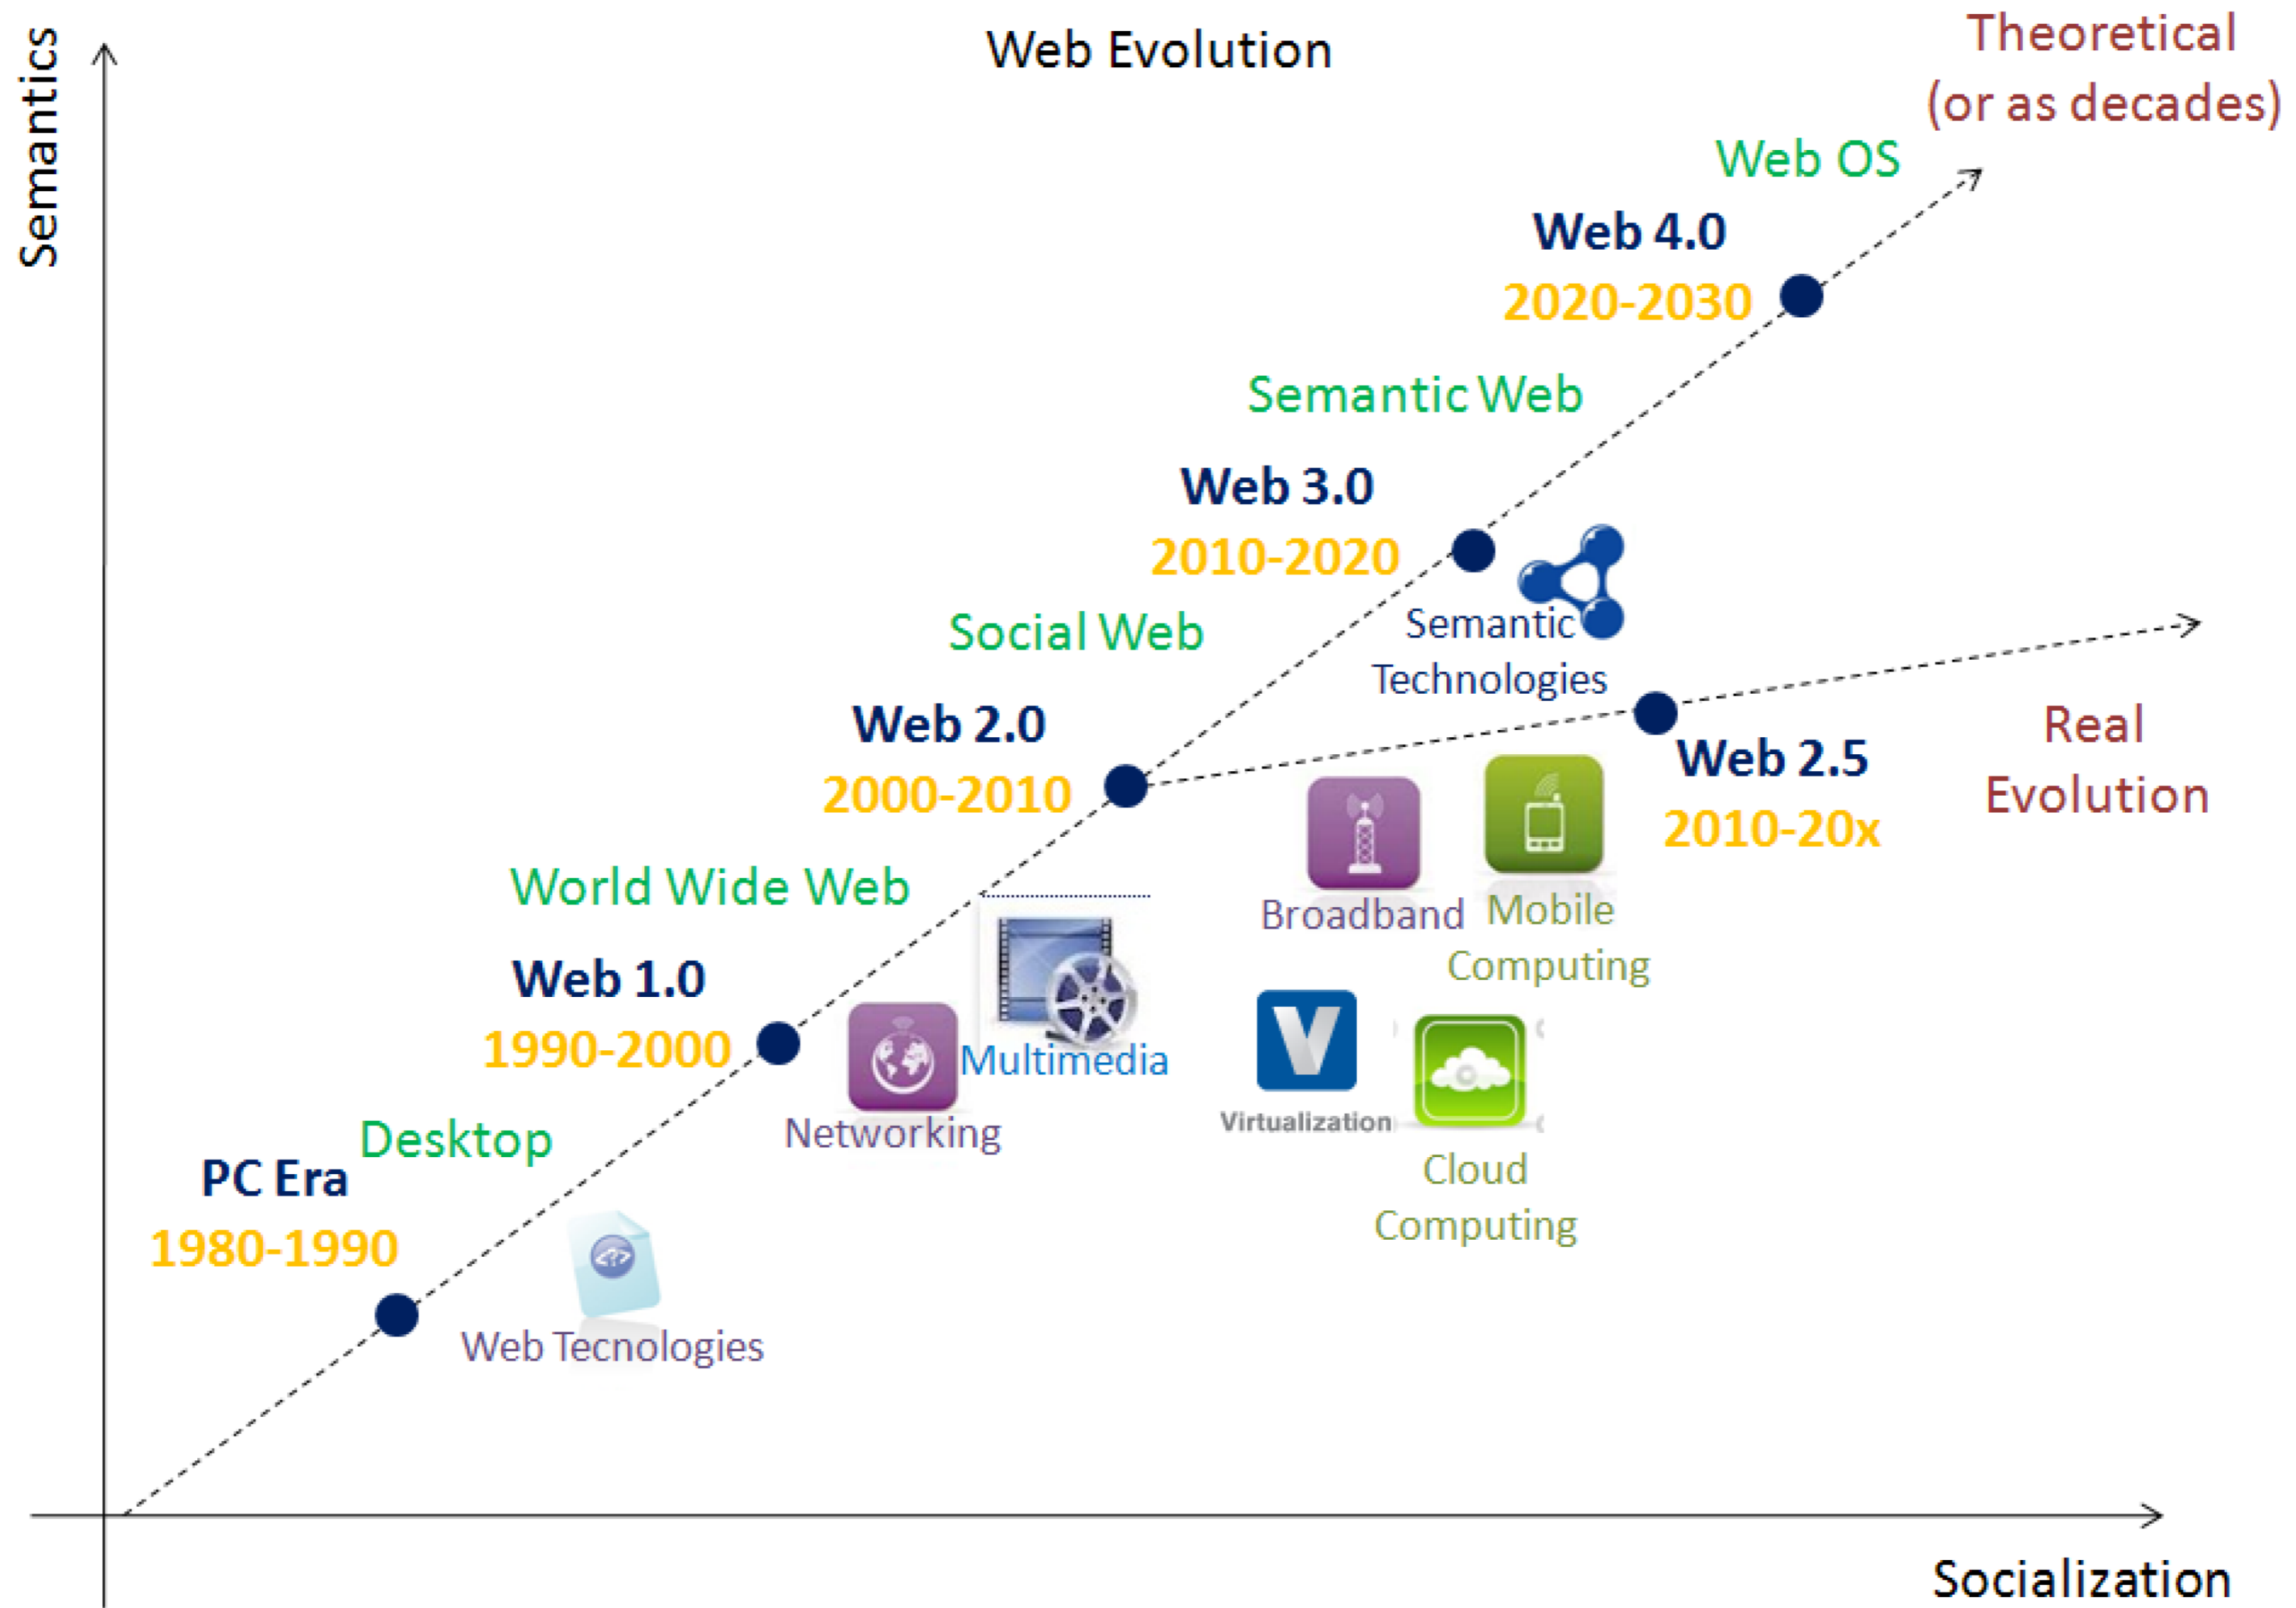 Web Evolution
Theoretical
(or as decades)
Semantics
Web OS
Web 4.0
2020-2030
Semantic Web
Web 3.0
2010-2020
Semantic
Technologies
Social Web
Web 2.0
2000-2010
Real
Evolution
Web 2.5
2010-20x
Broadband
Mobile
Computing
World Wide Web
Web 1.0
1990-2000
Multimedia
Networking
V
Virtualization
Cloud
Computing
Desktop
PC Era
1980-1990
Web Tecnologies
Socialization